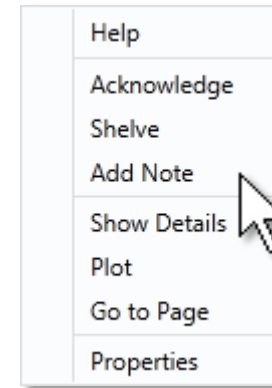 Help
Acknowledge
Shelve
Add Note
Show Details
Plot
Go to Page
Properties